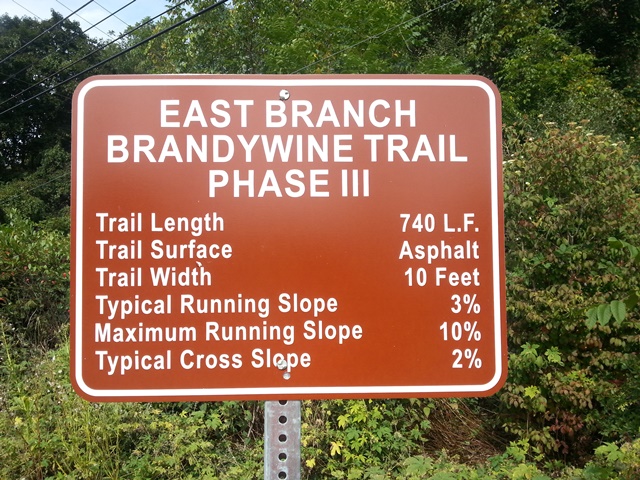 EAST BRANCH
BRANDYWINE TRAIL
PHASE III
Trail Length 740 L.F.
Trail Surface Asphalt
Trail Width 10 Feet
Typical Running Slope 3%
Maximum Running Slope 10%
Typical Cross Slope 2%